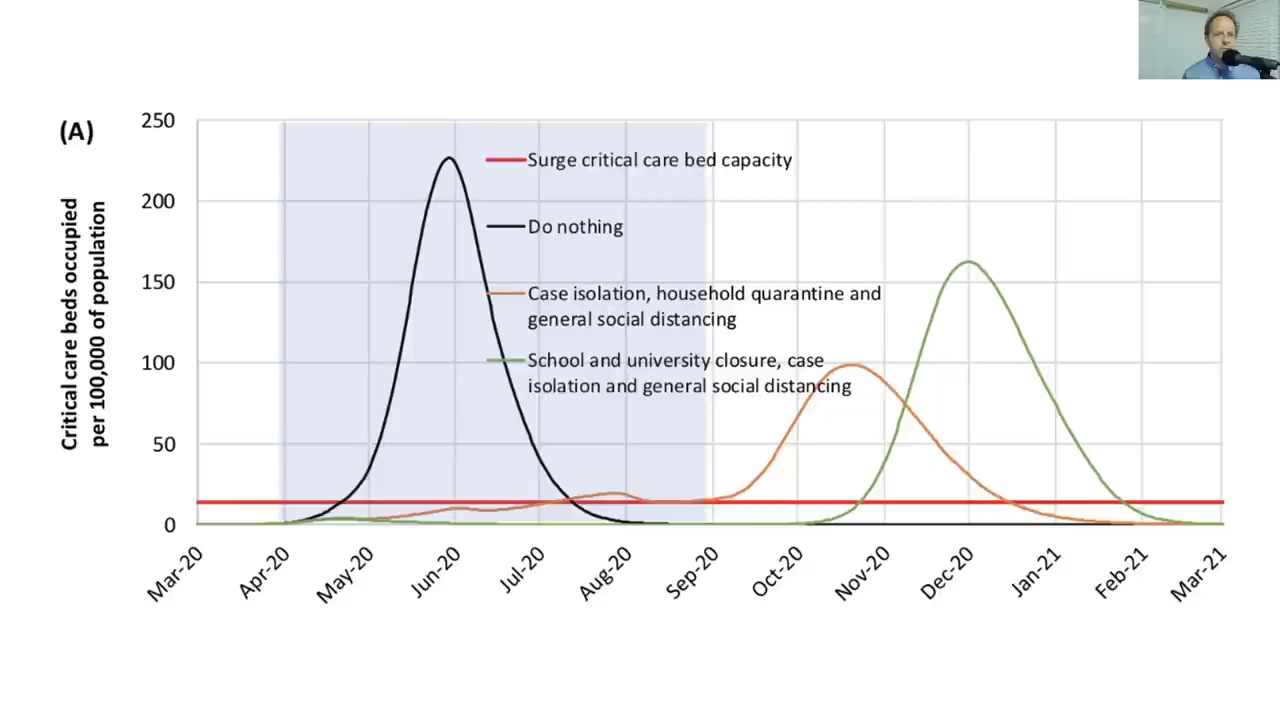 (A)
Critical care beds occupied
per 100,000 of population
250
200
150
100
50
0
Surge critical care bed capacity
Do nothing
Case isolation, household quarantine and
general social distancing
School and university closure, case
isolation and general social distancing
Mar-20
Apr-20
May-20
Jun-20
Jul-20
Aug-20
Sep-20
Oct-20
Nov-20
Dec-20
Jan-21
Feb-21
Mar-21